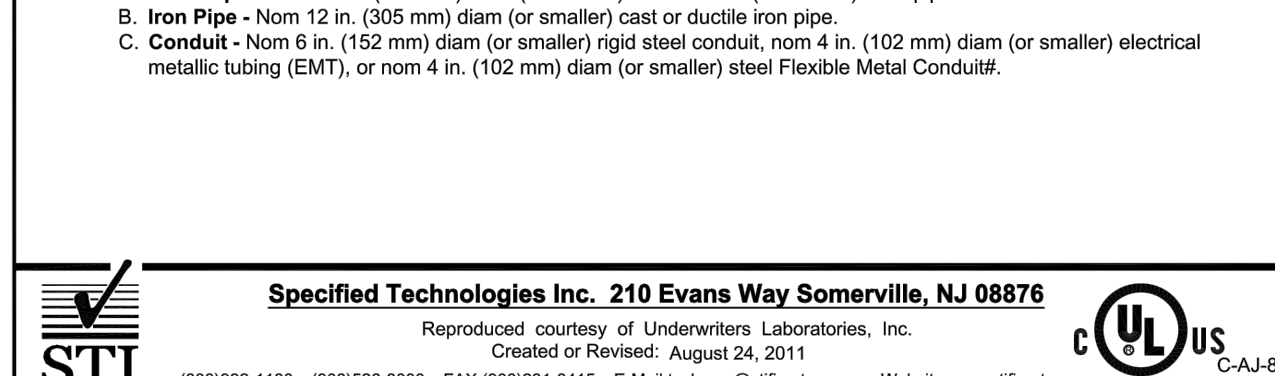 B. Iron Pipe - Nom 12 in. (305 mm) diam (or smaller) cast or ductile iron pipe.
C. Conduit - Nom 6 in. (152 mm) diam (or smaller) rigid steel conduit, nom 4 in. (102 mm) diam (or smaller) electrical
metallic tubing (EMT), or nom 4 in. (102 mm) diam (or smaller) steel Flexible Metal Conduit#.
Specified Technologies Inc. 210 Evans Way Somerville, NJ 08876
Reproduced courtesy of Underwriters Laboratories, Inc.
Created or Revised: August 24, 2011
STI
C UL ® US
C-AJ-8